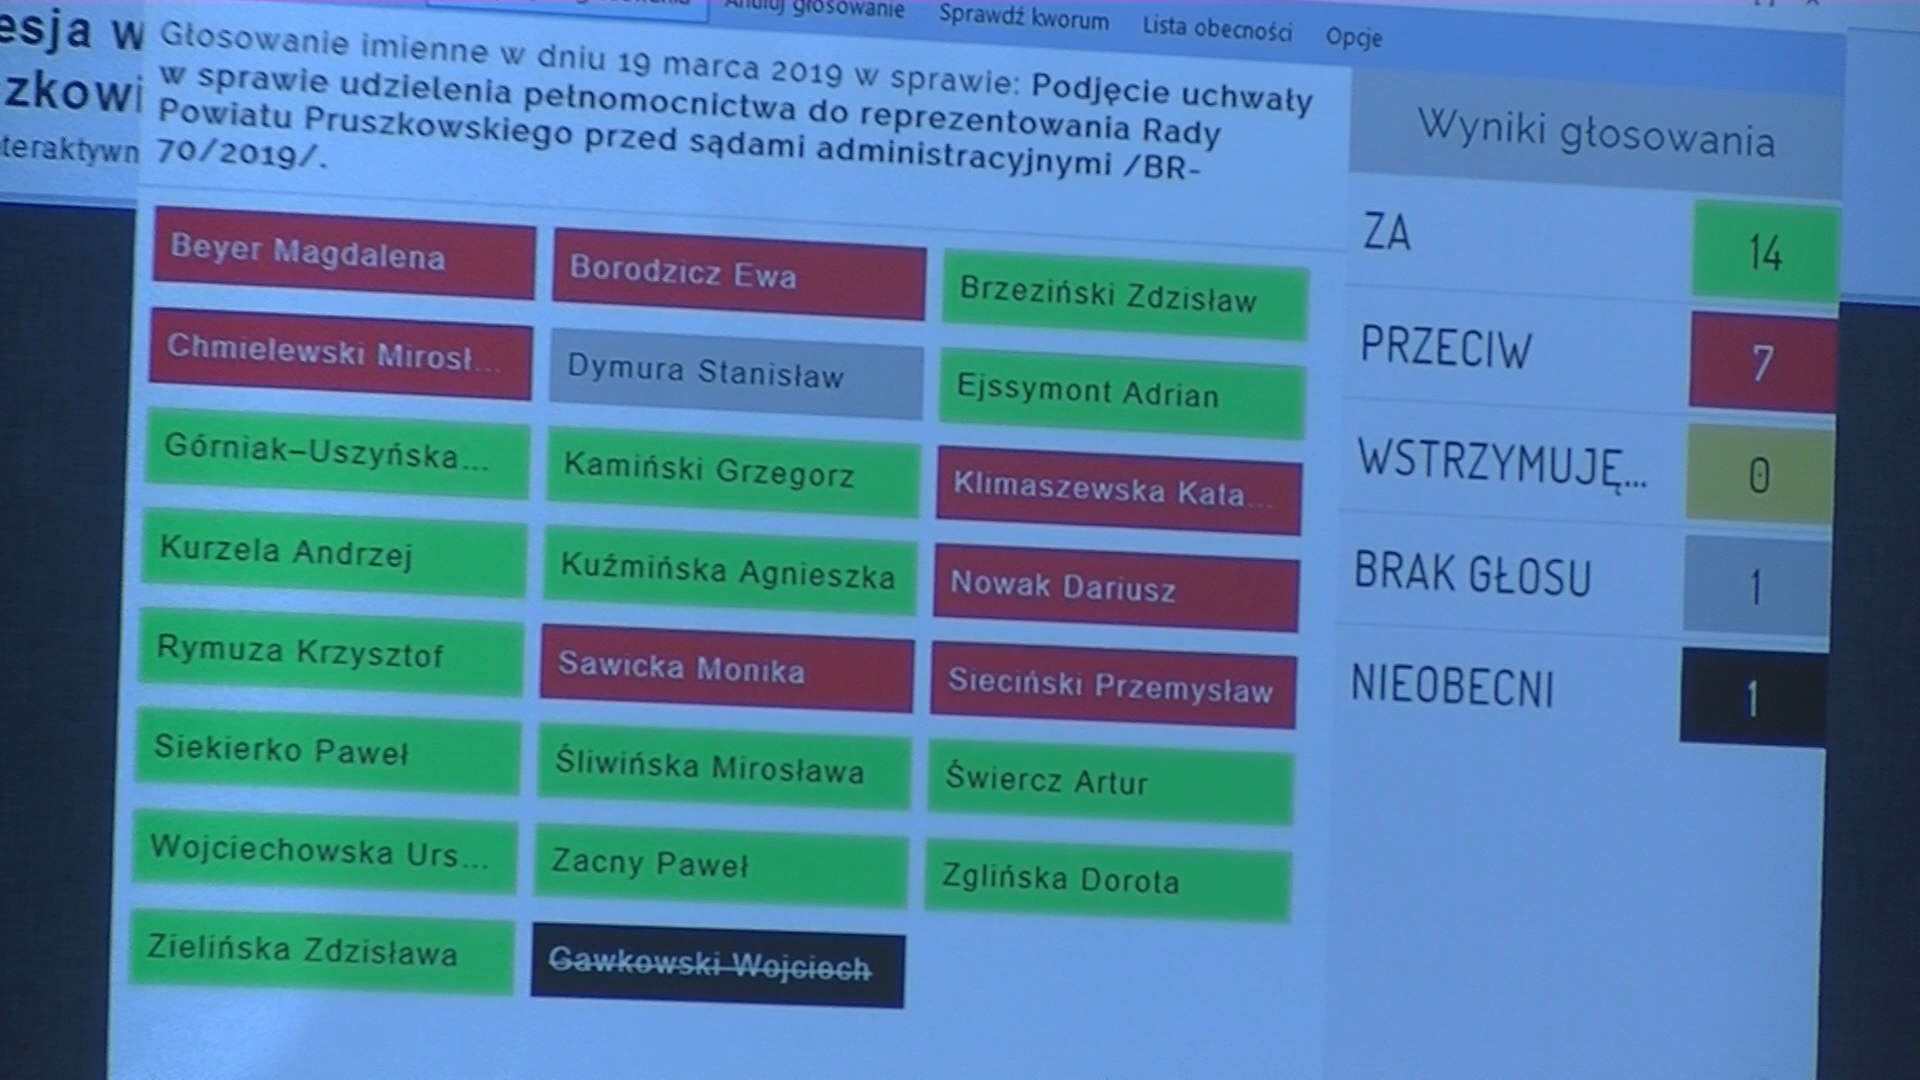 esja w
zkowi
teraktywn
głosowanie
Sprawdź kworum
Lista obecności
Opcje
Głosowanie imienne w dniu 19 marca 2019 w sprawie: Podjęcie uchwały
w sprawie udzielenia pełnomocnictwa do reprezentowania Rady
Powiatu Pruszkowskiego przed sądami administracyjnymi /BR-
70/2019/.
Beyer Magdalena
Borodzicz Ewa
Brzeziński Zdzisław
Chmielewski Mirosł...
Dymura Stanisław
Ejssymont Adrian
Górniak–Uszyńska...
Kamiński Grzegorz
Klimaszewska Kata...
Kurzela Andrzej
Kuźmińska Agnieszka
Nowak Dariusz
Rymuza Krzysztof
Sawicka Monika
Sieciński Przemysław
Siekierko Paweł
Śliwińska Mirosława
Świercz Artur
Wojciechowska Urs...
Zacny Paweł
Zglińska Dorota
Zielińska Zdzisława
Gawkowski Wojciech
Wyniki głosowania
ZA 14
PRZECIW 7
WSTRZYMUJĘ... 0
BRAK GŁOSU 1
NIEOBECNI 1